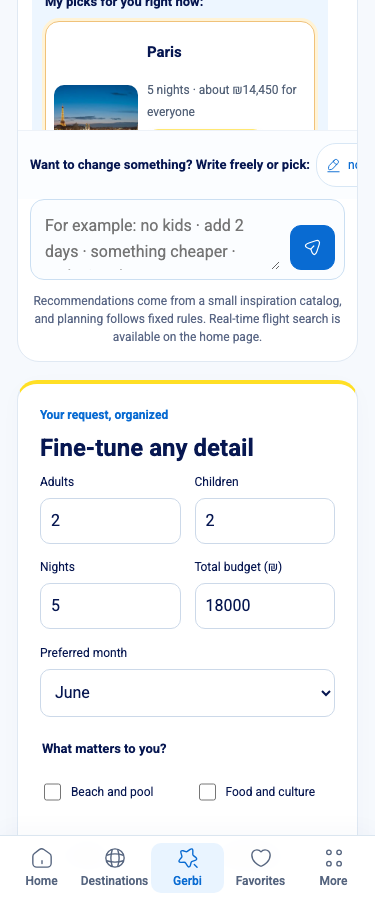 My picks for you right now:
Paris
5 nights · about ₪14,450 for
everyone
Want to change something? Write freely or pick:
For example: no kids · add 2
days · something cheaper ·
Recommendations come from a small inspiration catalog,
and planning follows fixed rules. Real-time flight search is
available on the home page.
Your request, organized
Fine-tune any detail
Adults
Children
2
2
Nights
Total budget (₪)
5
18000
Preferred month
June
What matters to you?
Beach and pool
Food and culture
Home
Destinations
Gerbi
Favorites
More